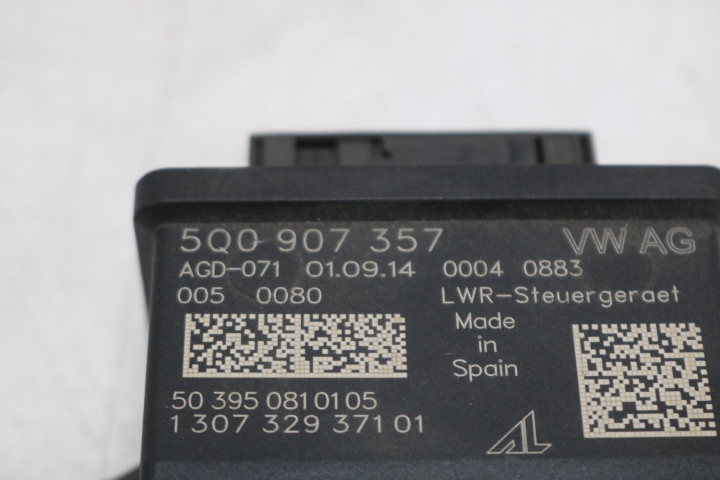 5Q0 907 357 VW AG
AGD-071 01.09.14 0004 0883
005 0080 LWR-Steuergeraet
Made
in
Spain
50 395 0810105
1 307 329 371 01
AL